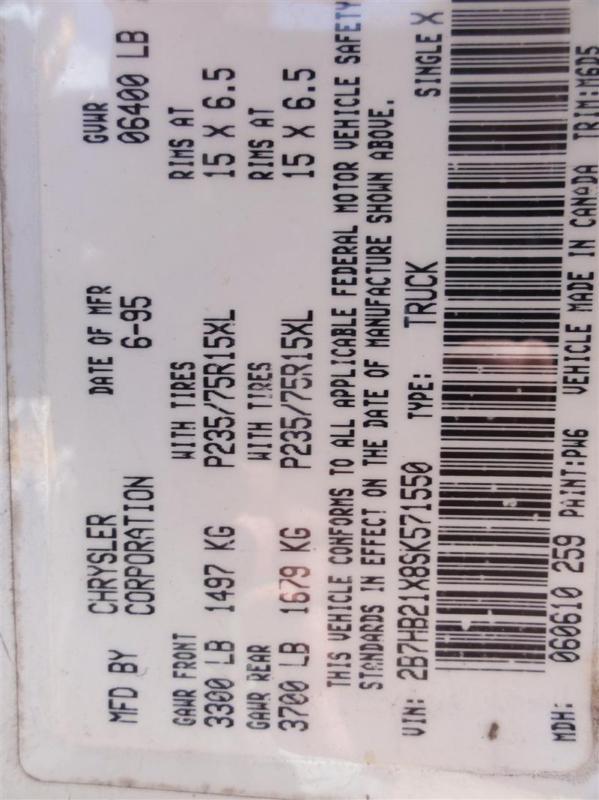 MFD BY CHRYSLER CORPORATION DATE OF MFR 6-95 GVWR 06400 LB
GAWR FRONT WITH TIRES RIMS AT
3300 LB 1497 KG P235/75R15XL 15 X 6.5
GAWR REAR WITH TIRES RIMS AT
3700 LB 1679 KG P235/75R15XL 15 X 6.5
THIS VEHICLE CONFORMS TO ALL APPLICABLE FEDERAL MOTOR VEHICLE SAFETY
STANDARDS IN EFFECT ON THE DATE OF MANUFACTURE SHOWN ABOVE.
VIN: 2B7HB21X8SK571550 TYPE: TRUCK SINGLE X
MDH: 060610 259 PAINT:PW6 VEHICLE MADE IN CANADA TRIM:M6D5